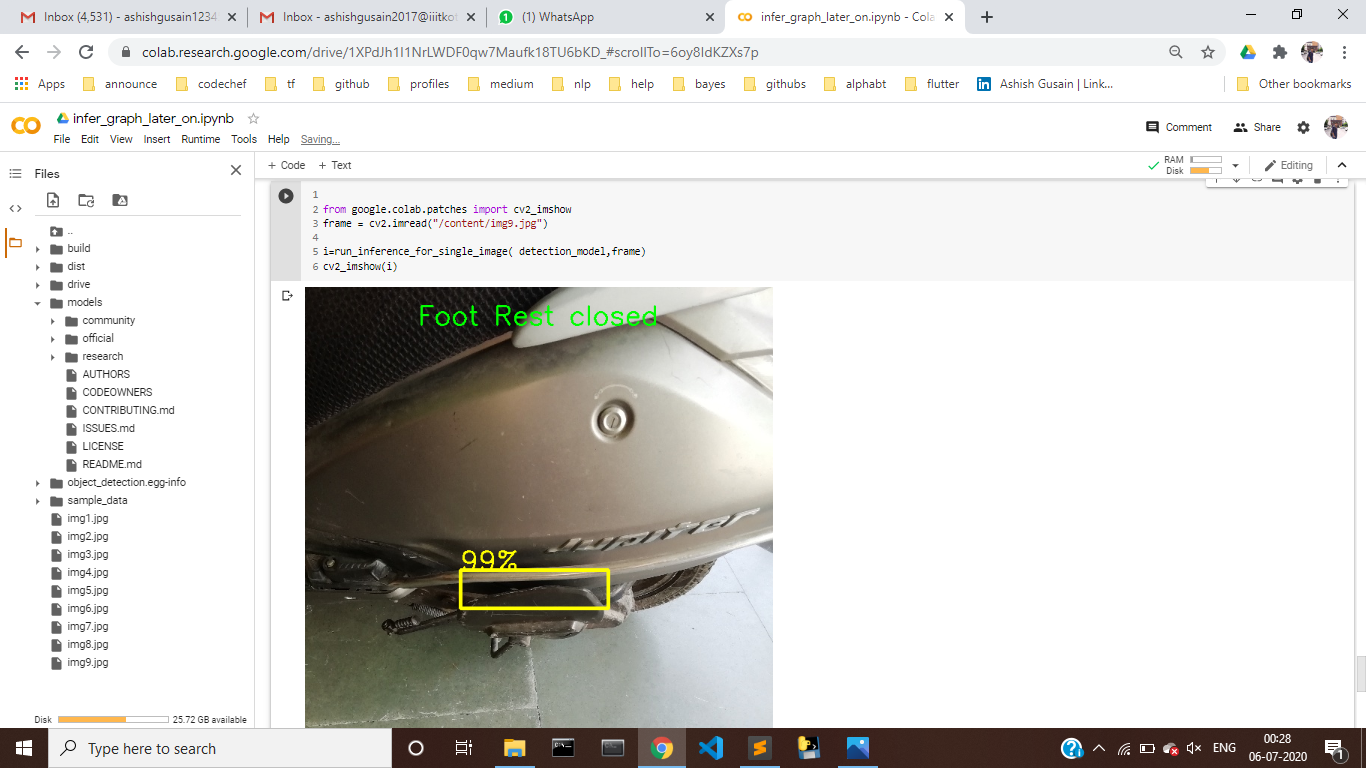 Inbox (4,531) - ashishgusain1234
Inbox - ashishgusain2017@iiitkot
(1) WhatsApp
infer_graph_later_on.ipynb - Cola
colab.research.google.com/drive/1XPdJh1I1NrLWDF0qw7Maufk18TU6bKD_#scrollTo=6oy8IdKZXs7p
Apps announce codechef tf github profiles medium nlp help bayes githubs alphabt flutter Ashish Gusain | Link... Other bookmarks
infer_graph_later_on.ipynb
File Edit View Insert Runtime Tools Help Saving...
Comment Share
Files
+ Code + Text
RAM
Disk
Editing
..
build
dist
drive
models
community
official
research
AUTHORS
CODEOWNERS
CONTRIBUTING.md
ISSUES.md
LICENSE
README.md
object_detection.egg-info
sample_data
img1.jpg
img2.jpg
img3.jpg
img4.jpg
img5.jpg
img6.jpg
img7.jpg
img8.jpg
img9.jpg
Disk 25.72 GB available
1
2 from google.colab.patches import cv2_imshow
3 frame = cv2.imread("/content/img9.jpg")
4
5 i=run_inference_for_single_image( detection_model,frame)
6 cv2_imshow(i)
Foot Rest closed
Jupiter
99%
Type here to search
ENG
00:28
06-07-2020
1